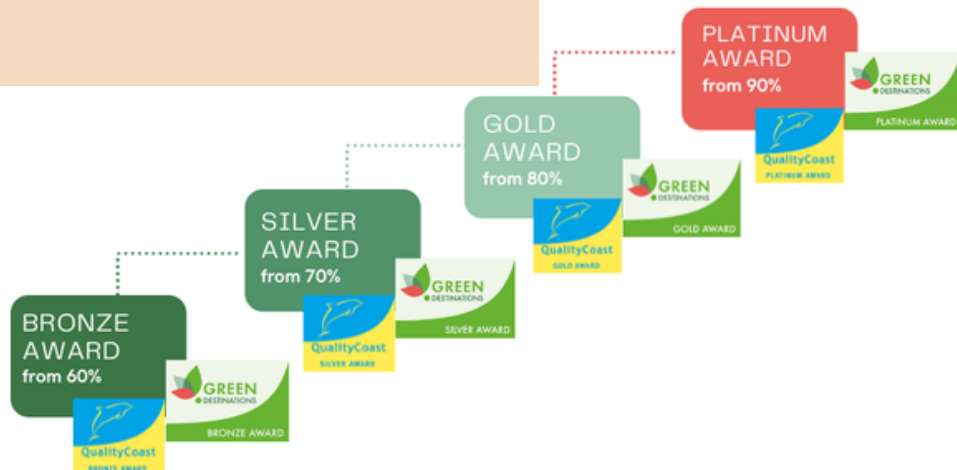 PLATINUM
AWARD
from 90%
GREEN
DESTINATIONS
PLATINUM AWARD
QualityCoast
PLATINUM AWARD
GOLD
AWARD
from 80%
GREEN
DESTINATIONS
GOLD AWARD
QualityCoast
GOLD AWARD
SILVER
AWARD
from 70%
GREEN
DESTINATIONS
SILVER AWARD
QualityCoast
SILVER AWARD
BRONZE
AWARD
from 60%
GREEN
DESTINATIONS
BRONZE AWARD
QualityCoast
BRONZE AWARD